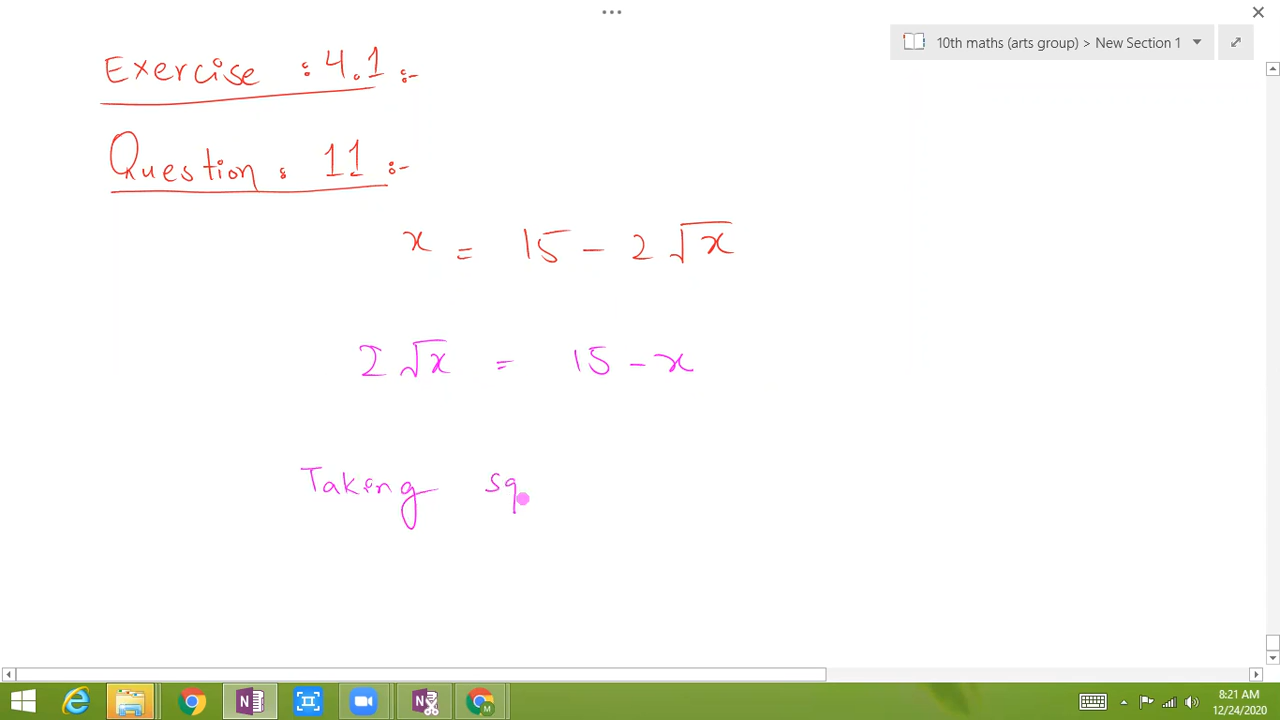 10th maths (arts group) > New Section 1
Exercise :4.1:-
Question : 11:-
x = 15 - 2√x
2√x = 15 - x
Taking sq
8:21 AM
12/24/2020